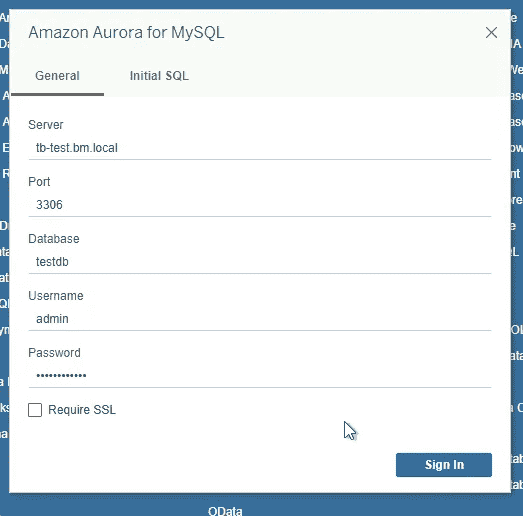 Amazon Aurora for MySQL
General Initial SQL
Server
tb-test.bm.local
Port
3306
Database
testdb
Username
admin
Password
••••••••••••
Require SSL
Sign In
OData